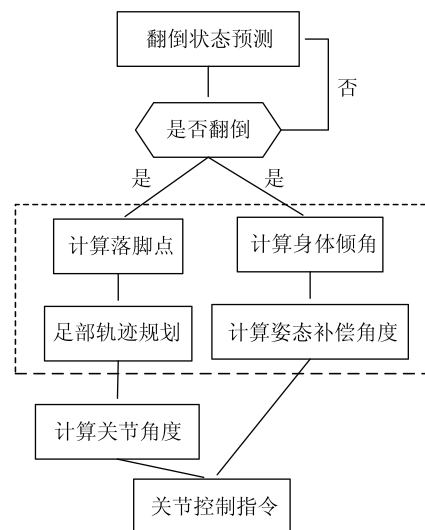 翻倒状态预测
否
是否翻倒
是
是
计算落脚点
计算身体倾角
足部轨迹规划
计算姿态补偿角度
计算关节角度
关节控制指令